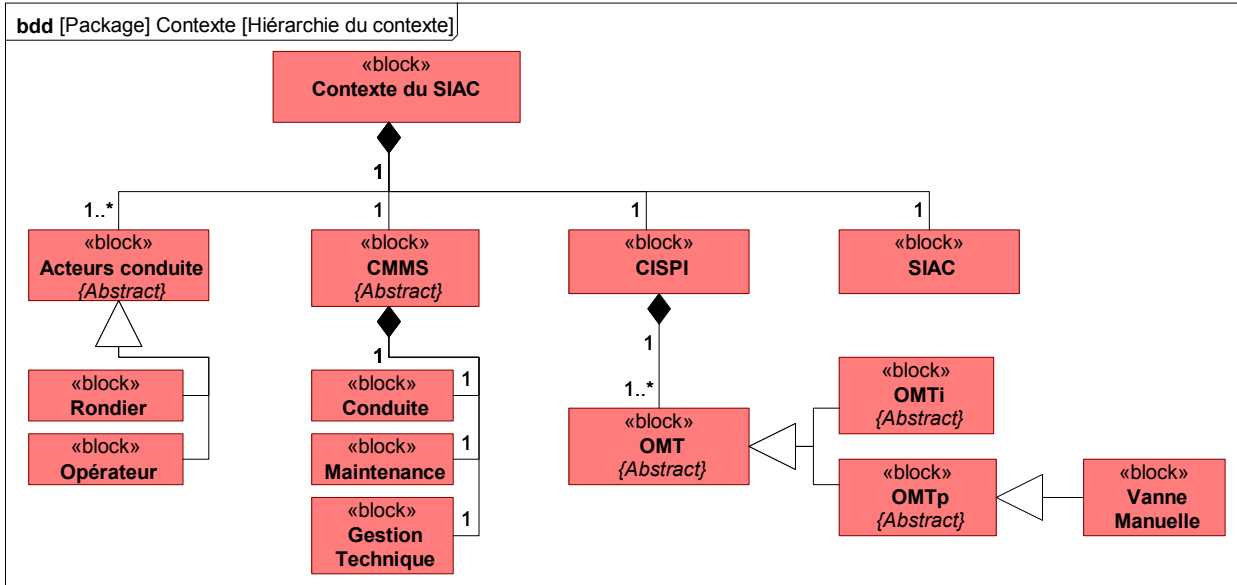 bdd [Package] Contexte [Hiérarchie du contexte]
«block»
Contexte du SIAC
1
1..*
1
1
1
«block»
Acteurs conduite
{Abstract}
«block»
CMMS
{Abstract}
«block»
CISPI
«block»
SIAC
1
1
«block»
Rondier
«block»
Opérateur
«block»
Conduite
1
«block»
Maintenance
1
«block»
Gestion
Technique
1
1..*
«block»
OMT
{Abstract}
«block»
OMTi
{Abstract}
«block»
OMTp
{Abstract}
«block»
Vanne
Manuelle